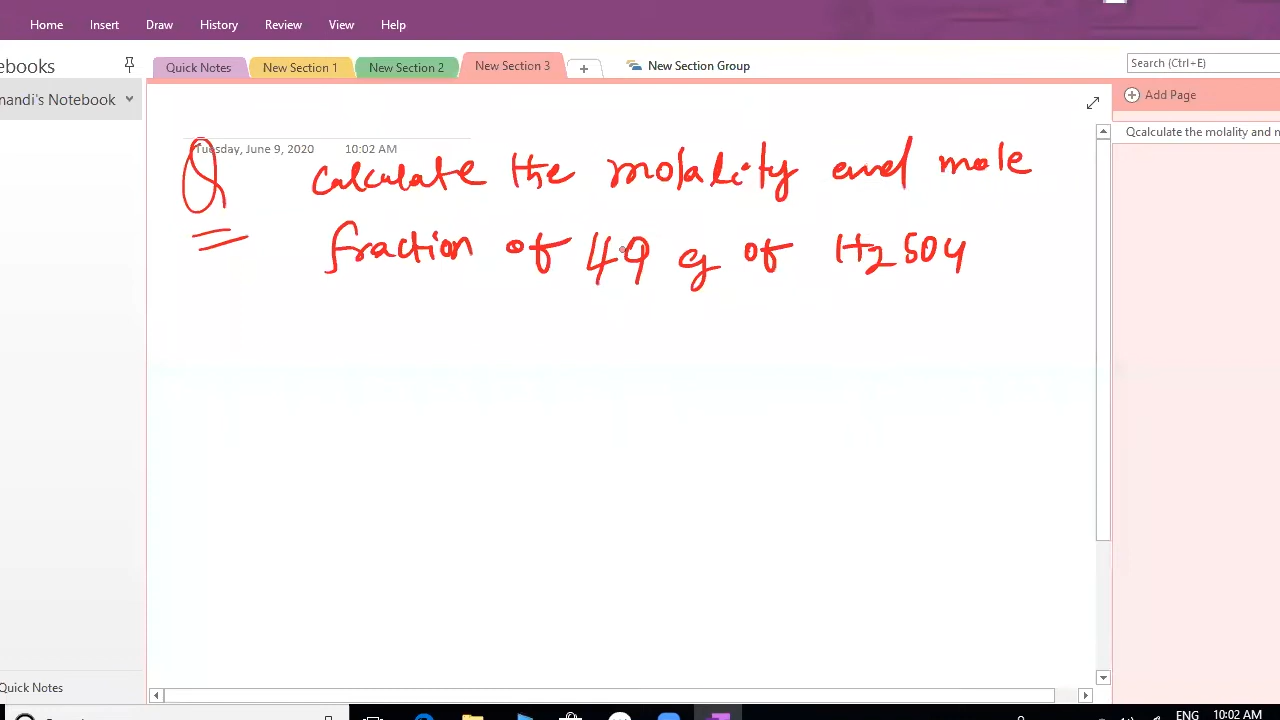 Home Insert Draw History Review View Help
ebooks
Quick Notes New Section 1 New Section 2 New Section 3 New Section Group Search (Ctrl+E)
nandi's Notebook
Add Page
Tuesday, June 9, 2020 10:02 AM
Qcalculate the molality and m
Q calculate the molality and mole
fraction of 49 g of H2SO4
Quick Notes
ENG 10:02 AM